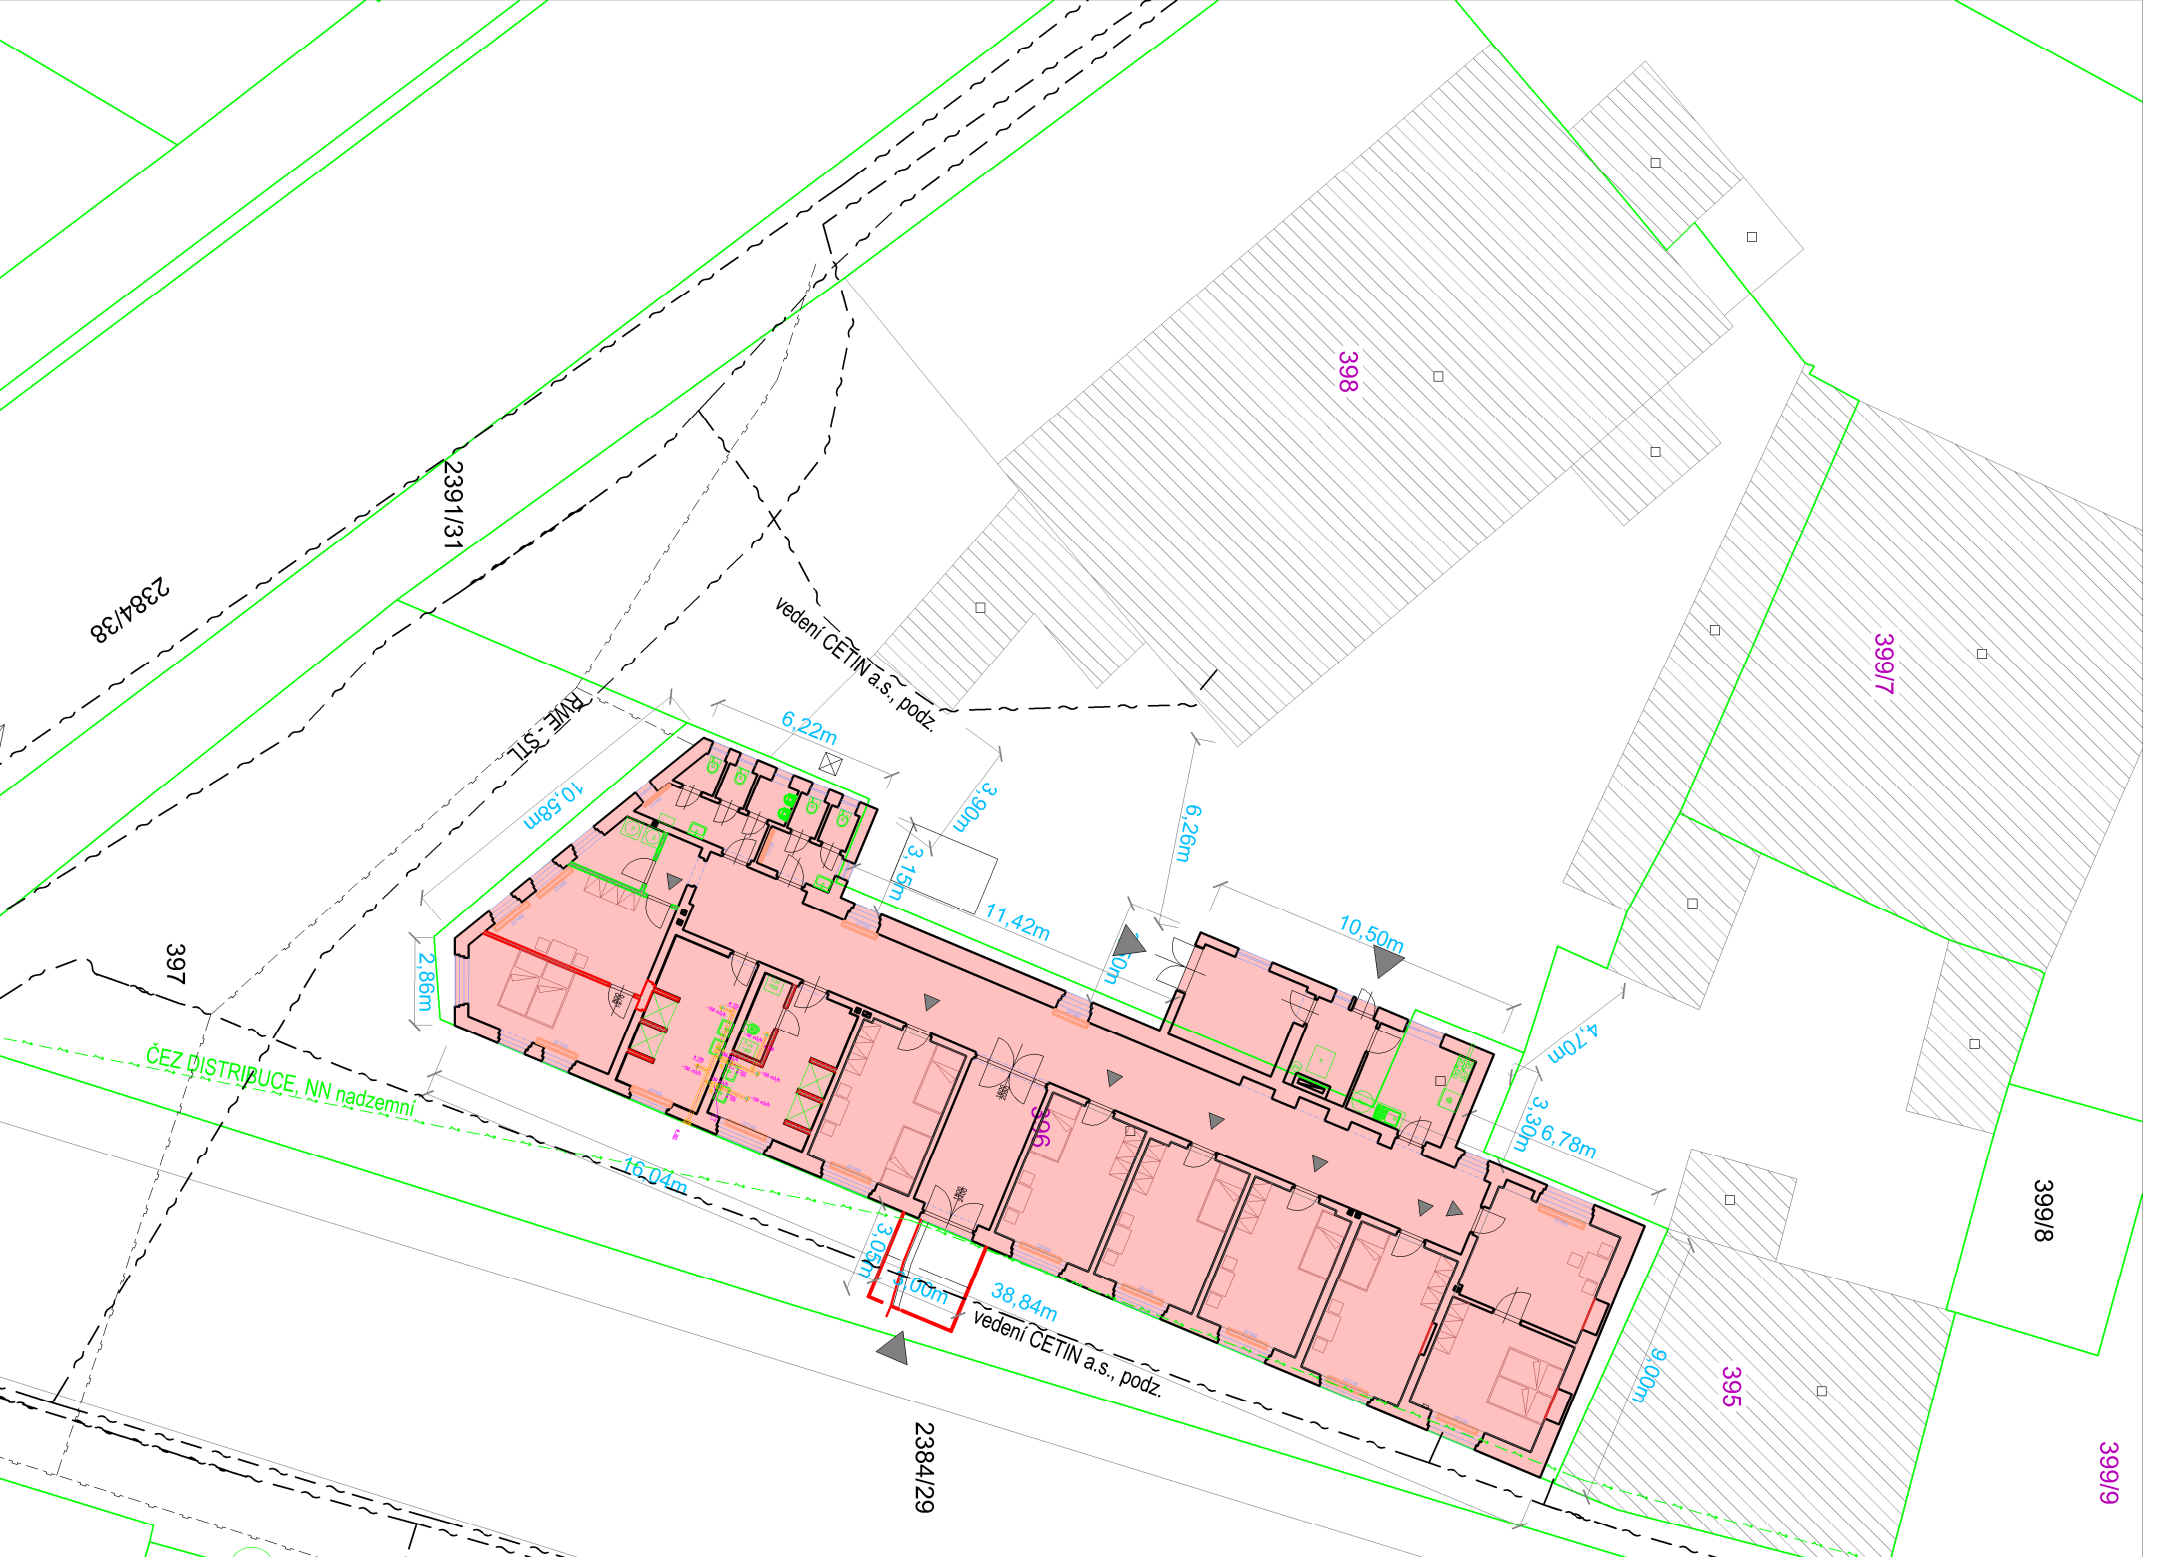 398
399/7
2391/31
2384/38
vedení CETIN a.s., podz.
RWE - STL
6,22m
10,58m
3,90m
6,26m
3,15m
11,42m
10,50m
2,86m
397
4,70m
ČEZ DISTRIBUCE, NN nadzemní
396
3,30m
6,78m
16,04m
399/8
3,05m
38,84m
vedení CETIN a.s., podz.
9,00m
395
2384/29
399/9